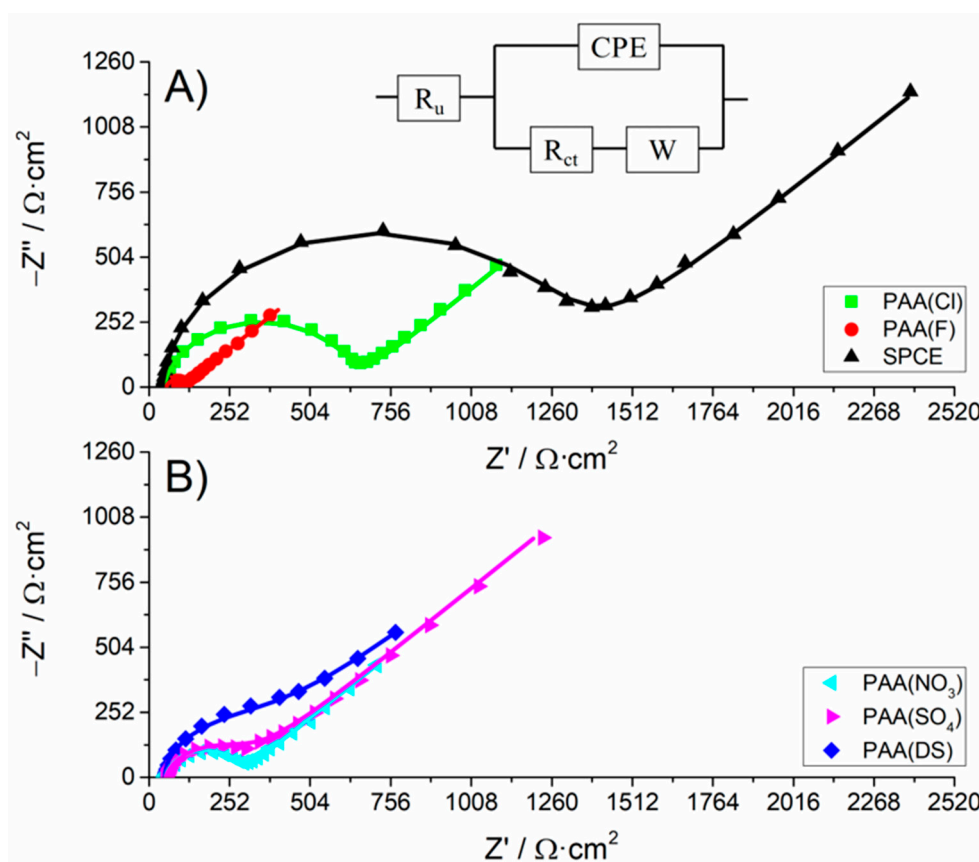 A)
1260
1008
756
504
252
0
−Z'' / Ω·cm²
R_u
CPE
R_ct
W
PAA(Cl)
PAA(F)
SPCE
0 252 504 756 1008 1260 1512 1764 2016 2268 2520
Z' / Ω·cm²
B)
1260
1008
756
504
252
0
−Z'' / Ω·cm²
PAA(NO₃)
PAA(SO₄)
PAA(DS)
0 252 504 756 1008 1260 1512 1764 2016 2268 2520
Z' / Ω·cm²